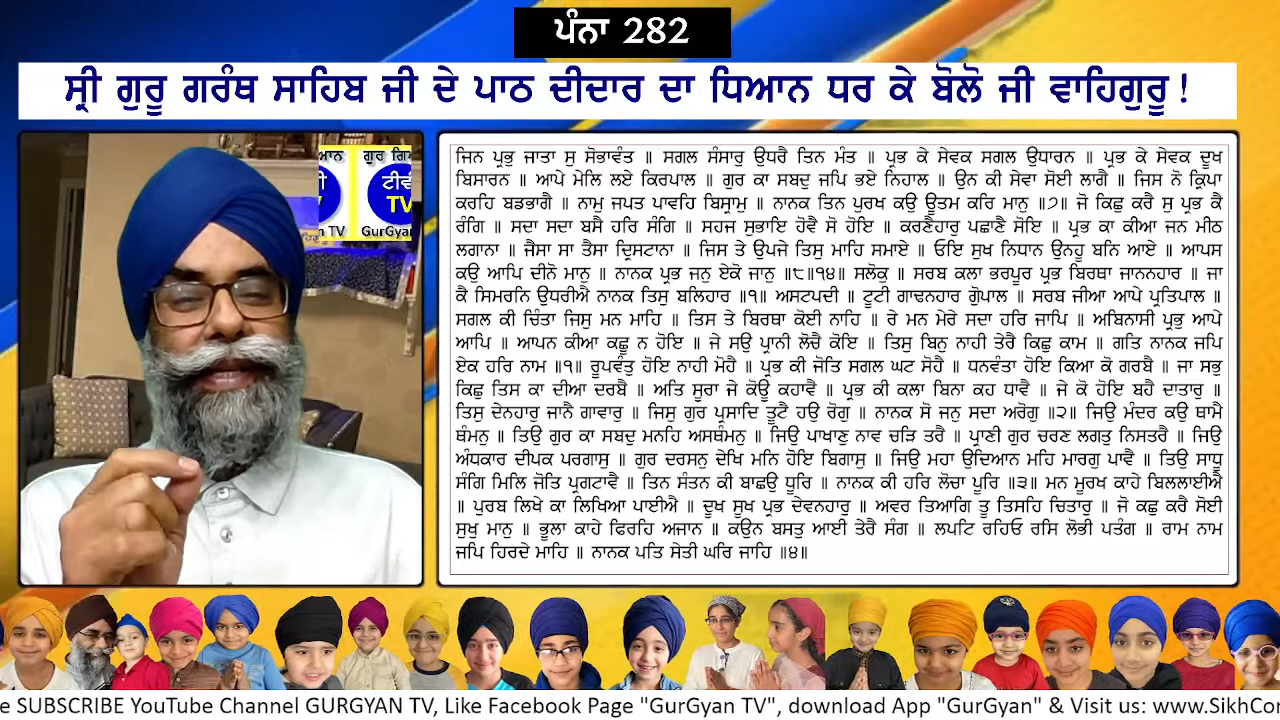 ਪੰਨਾ 282
ਸ੍ਰੀ ਗੁਰੂ ਗਰੰਥ ਸਾਹਿਬ ਜੀ ਦੇ ਪਾਠ ਦੀਦਾਰ ਦਾ ਧਿਆਨ ਧਰ ਕੇ ਬੋਲੋ ਜੀ ਵਾਹਿਗੁਰੂ!
ਗੁਰ ਗਿ
ਟੀਵੀ
TV
n TV
GurGyan
ਜਿਨ ਪ੍ਰਭੁ ਜਾਤਾ ਸੁ ਸੋਭਾਵੰਤ ॥ ਸਗਲ ਸੰਸਾਰੁ ਉਧਰੈ ਤਿਨ ਮੰਤ ॥ ਪ੍ਰਭ ਕੇ ਸੇਵਕ ਸਗਲ ਉਧਾਰਨ ॥ ਪ੍ਰਭ ਕੇ ਸੇਵਕ ਦੂਖ
ਬਿਸਾਰਨ ॥ ਆਪੇ ਮੇਲਿ ਲਏ ਕਿਰਪਾਲ ॥ ਗੁਰ ਕਾ ਸਬਦੁ ਜਪਿ ਭਏ ਨਿਹਾਲ ॥ ਉਨ ਕੀ ਸੇਵਾ ਸੋਈ ਲਾਗੈ ॥ ਜਿਸ ਨੋ ਕ੍ਰਿਪਾ
ਕਰਹਿ ਬਡਭਾਗੈ ॥ ਨਾਮੁ ਜਪਤ ਪਾਵਹਿ ਬਿਸ੍ਰਾਮੁ ॥ ਨਾਨਕ ਤਿਨ ਪੁਰਖ ਕਉ ਊਤਮ ਕਰਿ ਮਾਨੁ ॥੭॥ ਜੋ ਕਿਛੁ ਕਰੈ ਸੁ ਪ੍ਰਭ ਕੈ
ਰੰਗਿ ॥ ਸਦਾ ਸਦਾ ਬਸੈ ਹਰਿ ਸੰਗਿ ॥ ਸਹਜ ਸੁਭਾਇ ਹੋਵੈ ਸੋ ਹੋਇ ॥ ਕਰਣੈਹਾਰੁ ਪਛਾਣੈ ਸੋਇ ॥ ਪ੍ਰਭ ਕਾ ਕੀਆ ਜਨ ਮੀਠ
ਲਗਾਨਾ ॥ ਜੈਸਾ ਸਾ ਤੈਸਾ ਦ੍ਰਿਸਟਾਨਾ ॥ ਜਿਸ ਤੇ ਉਪਜੇ ਤਿਸੁ ਮਾਹਿ ਸਮਾਏ ॥ ਓਇ ਸੁਖ ਨਿਧਾਨ ਉਨਹੂ ਬਨਿ ਆਏ ॥ ਆਪਸ
ਕਉ ਆਪਿ ਦੀਨੋ ਮਾਨੁ ॥ ਨਾਨਕ ਪ੍ਰਭ ਜਨੁ ਏਕੋ ਜਾਨੁ ॥੮॥੧੪॥ ਸਲੋਕੁ ॥ ਸਰਬ ਕਲਾ ਭਰਪੂਰ ਪ੍ਰਭ ਬਿਰਥਾ ਜਾਨਨਹਾਰ ॥ ਜਾ
ਕੈ ਸਿਮਰਨਿ ਉਧਰੀਐ ਨਾਨਕ ਤਿਸੁ ਬਲਿਹਾਰ ॥੧॥ ਅਸਟਪਦੀ ॥ ਟੂਟੀ ਗਾਢਨਹਾਰ ਗੋੁਪਾਲ ॥ ਸਰਬ ਜੀਆ ਆਪੇ ਪ੍ਰਤਿਪਾਲ ॥
ਸਗਲ ਕੀ ਚਿੰਤਾ ਜਿਸੁ ਮਨ ਮਾਹਿ ॥ ਤਿਸ ਤੇ ਬਿਰਥਾ ਕੋਈ ਨਾਹਿ ॥ ਰੇ ਮਨ ਮੇਰੇ ਸਦਾ ਹਰਿ ਜਾਪਿ ॥ ਅਬਿਨਾਸੀ ਪ੍ਰਭੁ ਆਪੇ
ਆਪਿ ॥ ਆਪਨ ਕੀਆ ਕਛੂ ਨ ਹੋਇ ॥ ਜੇ ਸਉ ਪ੍ਰਾਨੀ ਲੋਚੈ ਕੋਇ ॥ ਤਿਸੁ ਬਿਨੁ ਨਾਹੀ ਤੇਰੈ ਕਿਛੁ ਕਾਮ ॥ ਗਤਿ ਨਾਨਕ ਜਪਿ
ਏਕ ਹਰਿ ਨਾਮ ॥੧॥ ਰੂਪਵੰਤੁ ਹੋਇ ਨਾਹੀ ਮੋਹੈ ॥ ਪ੍ਰਭ ਕੀ ਜੋਤਿ ਸਗਲ ਘਟ ਸੋਹੈ ॥ ਧਨਵੰਤਾ ਹੋਇ ਕਿਆ ਕੋ ਗਰਬੈ ॥ ਜਾ ਸਭੁ
ਕਿਛੁ ਤਿਸ ਕਾ ਦੀਆ ਦਰਬੈ ॥ ਅਤਿ ਸੂਰਾ ਜੇ ਕੋਊ ਕਹਾਵੈ ॥ ਪ੍ਰਭ ਕੀ ਕਲਾ ਬਿਨਾ ਕਹ ਧਾਵੈ ॥ ਜੇ ਕੋ ਹੋਇ ਬਹੈ ਦਾਤਾਰੁ ॥
ਤਿਸੁ ਦੇਨਹਾਰੁ ਜਾਨੈ ਗਾਵਾਰੁ ॥ ਜਿਸੁ ਗੁਰ ਪ੍ਰਸਾਦਿ ਤੂਟੈ ਹਉ ਰੋਗੁ ॥ ਨਾਨਕ ਸੋ ਜਨੁ ਸਦਾ ਅਰੋਗੁ ॥੨॥ ਜਿਉ ਮੰਦਰ ਕਉ ਥਾਮੈ
ਥੰਮਨੁ ॥ ਤਿਉ ਗੁਰ ਕਾ ਸਬਦੁ ਮਨਹਿ ਅਸਥੰਮਨੁ ॥ ਜਿਉ ਪਾਖਾਣੁ ਨਾਵ ਚੜਿ ਤਰੈ ॥ ਪ੍ਰਾਣੀ ਗੁਰ ਚਰਣ ਲਗਤੁ ਨਿਸਤਰੈ ॥ ਜਿਉ
ਅੰਧਕਾਰ ਦੀਪਕ ਪਰਗਾਸੁ ॥ ਗੁਰ ਦਰਸਨੁ ਦੇਖਿ ਮਨਿ ਹੋਇ ਬਿਗਾਸੁ ॥ ਜਿਉ ਮਹਾ ਉਦਿਆਨ ਮਹਿ ਮਾਰਗੁ ਪਾਵੈ ॥ ਤਿਉ ਸਾਧੂ
ਸੰਗਿ ਮਿਲਿ ਜੋਤਿ ਪ੍ਰਗਟਾਵੈ ॥ ਤਿਨ ਸੰਤਨ ਕੀ ਬਾਛਉ ਧੂਰਿ ॥ ਨਾਨਕ ਕੀ ਹਰਿ ਲੋਚਾ ਪੂਰਿ ॥੩॥ ਮਨ ਮੂਰਖ ਕਾਹੇ ਬਿਲਲਾਈਐ
॥ ਪੁਰਬ ਲਿਖੇ ਕਾ ਲਿਖਿਆ ਪਾਈਐ ॥ ਦੂਖ ਸੂਖ ਪ੍ਰਭ ਦੇਵਨਹਾਰੁ ॥ ਅਵਰ ਤਿਆਗਿ ਤੂ ਤਿਸਹਿ ਚਿਤਾਰੁ ॥ ਜੋ ਕਛੁ ਕਰੈ ਸੋਈ
ਸੁਖੁ ਮਾਨੁ ॥ ਭੂਲਾ ਕਾਹੇ ਫਿਰਹਿ ਅਜਾਨ ॥ ਕਉਨ ਬਸਤੁ ਆਈ ਤੇਰੈ ਸੰਗ ॥ ਲਪਟਿ ਰਹਿਓ ਰਸਿ ਲੋਭੀ ਪਤੰਗ ॥ ਰਾਮ ਨਾਮ
ਜਪਿ ਹਿਰਦੇ ਮਾਹਿ ॥ ਨਾਨਕ ਪਤਿ ਸੇਤੀ ਘਰਿ ਜਾਹਿ ॥੪॥
e SUBSCRIBE YouTube Channel GURGYAN TV, Like Facebook Page "GurGyan TV", download App "GurGyan" & Visit us: www.SikhCor